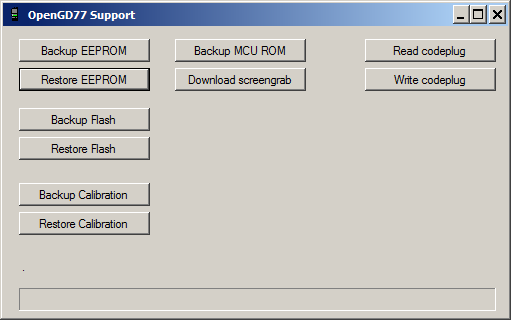 OpenGD77 Support
Backup EEPROM
Backup MCU ROM
Read codeplug
Restore EEPROM
Download screengrab
Write codeplug
Backup Flash
Restore Flash
Backup Calibration
Restore Calibration
.